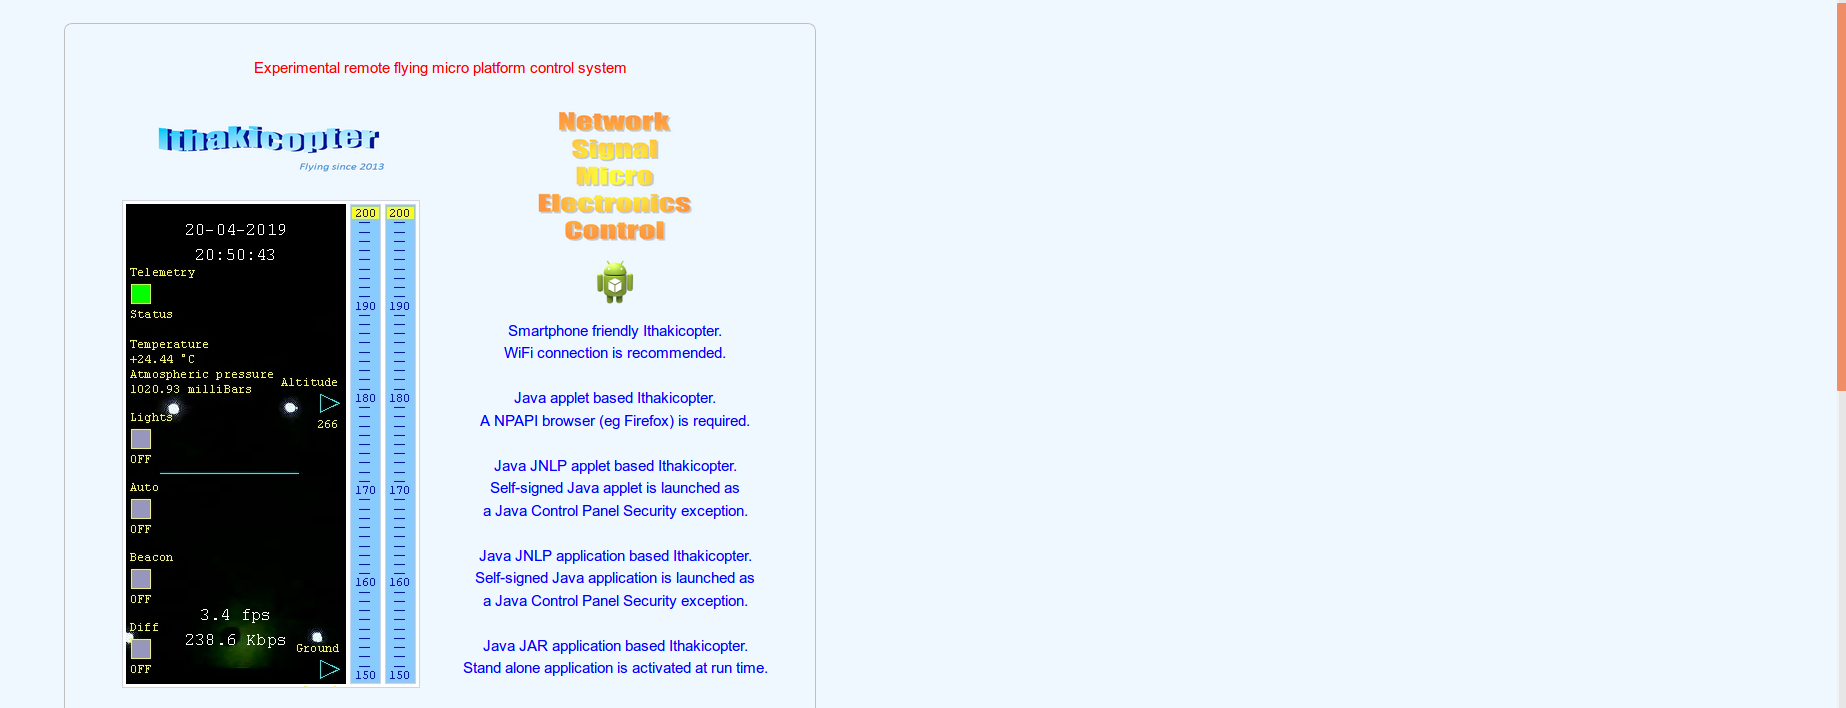 Experimental remote flying micro platform control system
Ithakicopter
Flying since 2013
20-04-2019
20:50:43
Telemetry
Status
Temperature
+24.44 °C
Atmospheric pressure
1020.93 milliBars
Altitude
266
Lights
OFF
Auto
OFF
Beacon
OFF
3.4 fps
Diff
238.6 Kbps
Ground
OFF
200 200
190 190
180 180
170 170
160 160
150 150
Network
Signal
Micro
Electronics
Control
Smartphone friendly Ithakicopter.
WiFi connection is recommended.
Java applet based Ithakicopter.
A NPAPI browser (eg Firefox) is required.
Java JNLP applet based Ithakicopter.
Self-signed Java applet is launched as
a Java Control Panel Security exception.
Java JNLP application based Ithakicopter.
Self-signed Java application is launched as
a Java Control Panel Security exception.
Java JAR application based Ithakicopter.
Stand alone application is activated at run time.